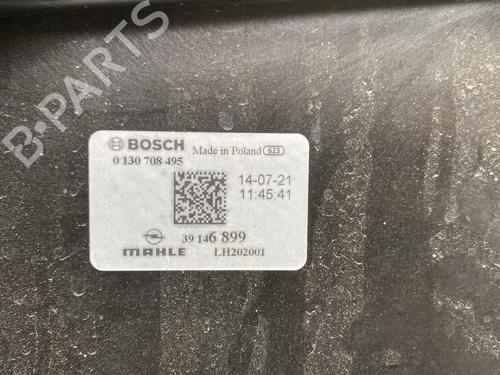 B-PARTS
BOSCH Made in Poland 623
0 130 708 495
14-07-21
11:45:41
39 146 899
MAHLE LH202001